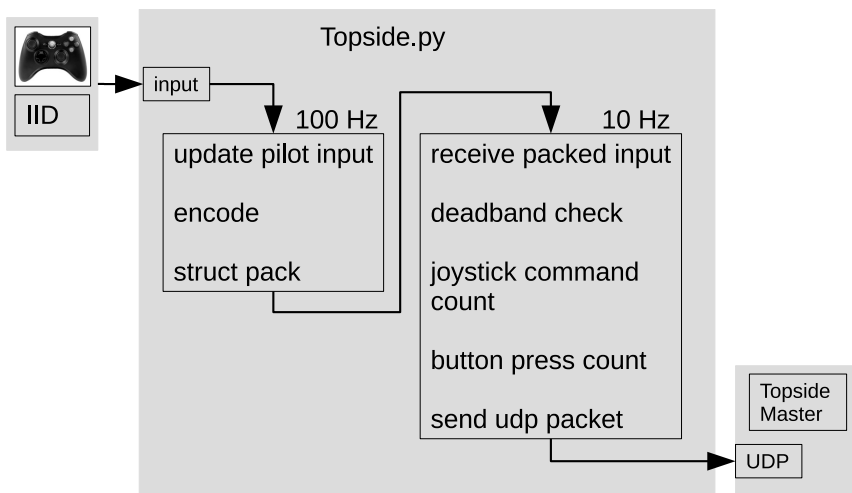 Topside.py
IID
input
100 Hz
update pilot input
encode
struct pack
10 Hz
receive packed input
deadband check
joystick command
count
button press count
send udp packet
Topside
Master
UDP